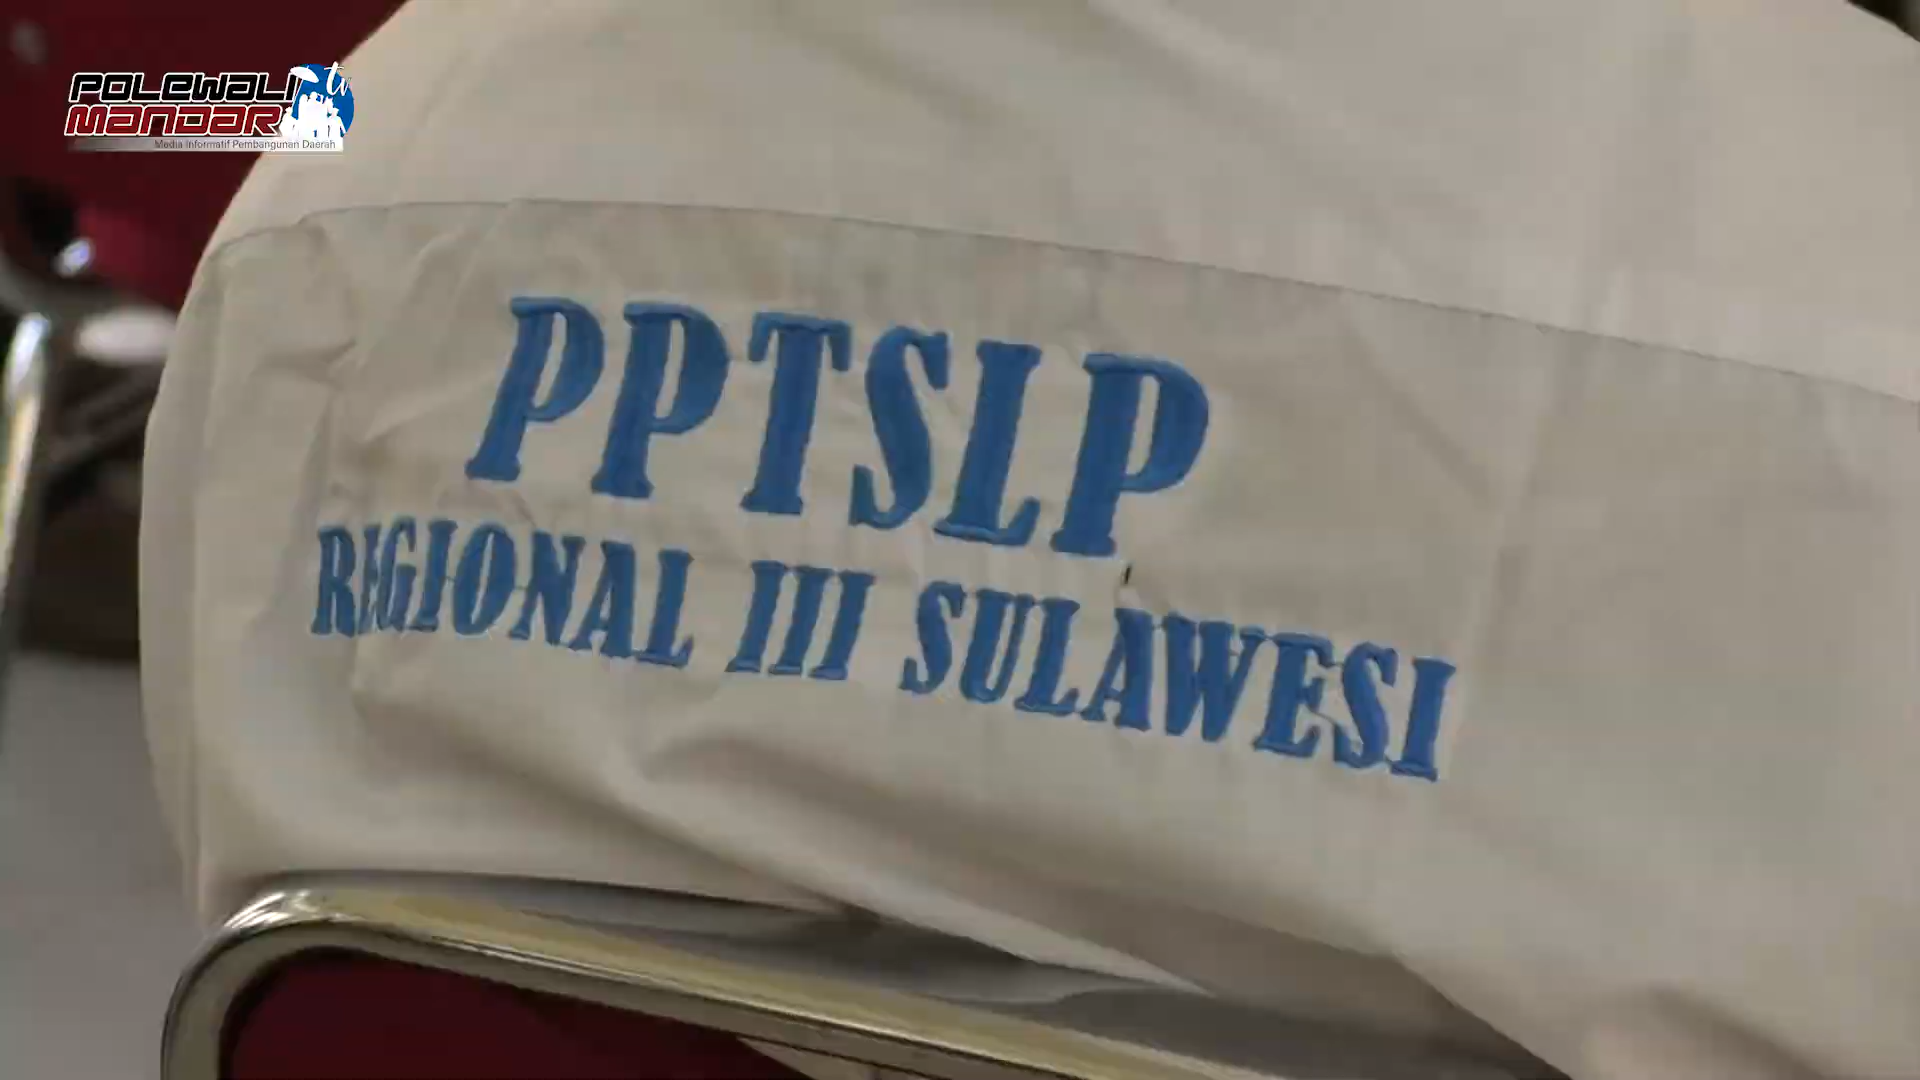 POLEWALI tv
MANDAR
Media Informatif Pembangunan Daerah
PPTSLP
REGIONAL III SULAWESI